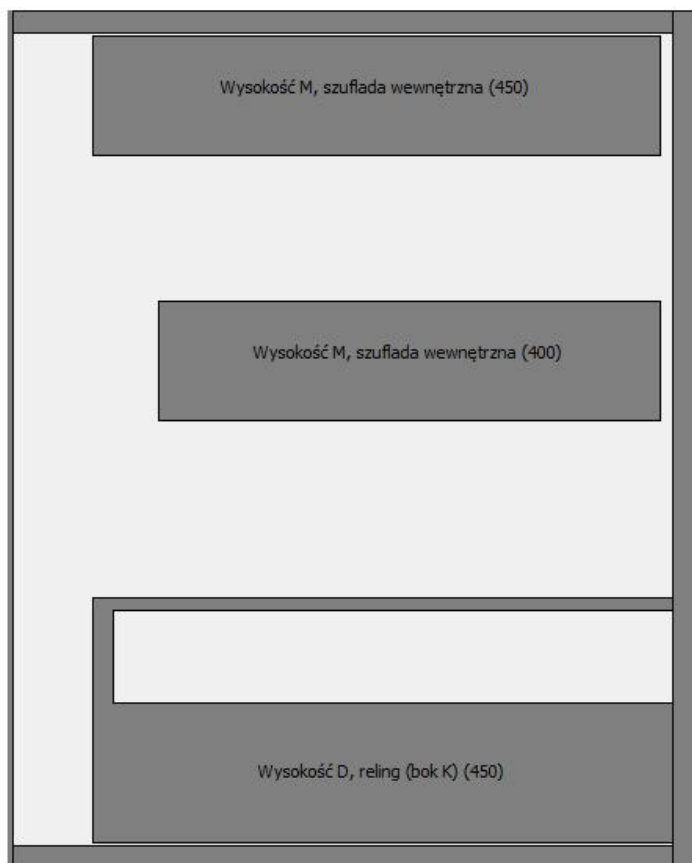 Wysokość M, szuflada wewnętrzna (450)
Wysokość M, szuflada wewnętrzna (400)
Wysokość D, reling (bok K) (450)